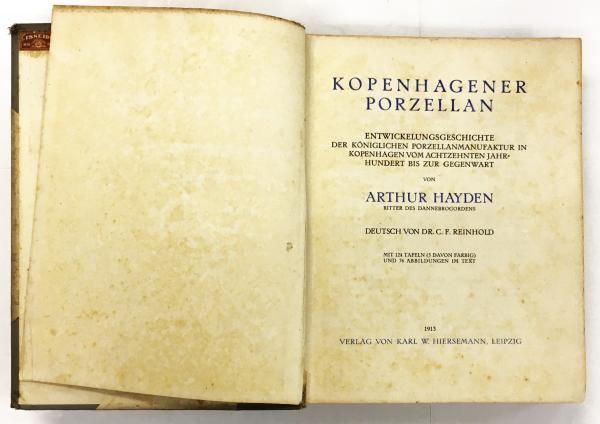 KOPENHAGENER
PORZELLAN
ENTWICKELUNGSGESCHICHTE
DER KÖNIGLICHEN PORZELLANMANUFAKTUR IN
KOPENHAGEN VOM ACHTZEHNTEN JAHR-
HUNDERT BIS ZUR GEGENWART
VON
ARTHUR HAYDEN
RITTER DES DANNEBROGORDENS
DEUTSCH VON DR. C. F. REINHOLD
MIT 124 TAFELN (5 DAVON FARBIG)
UND 76 ABBILDUNGEN IM TEXT
1913
VERLAG VON KARL W. HIERSEMANN, LEIPZIG